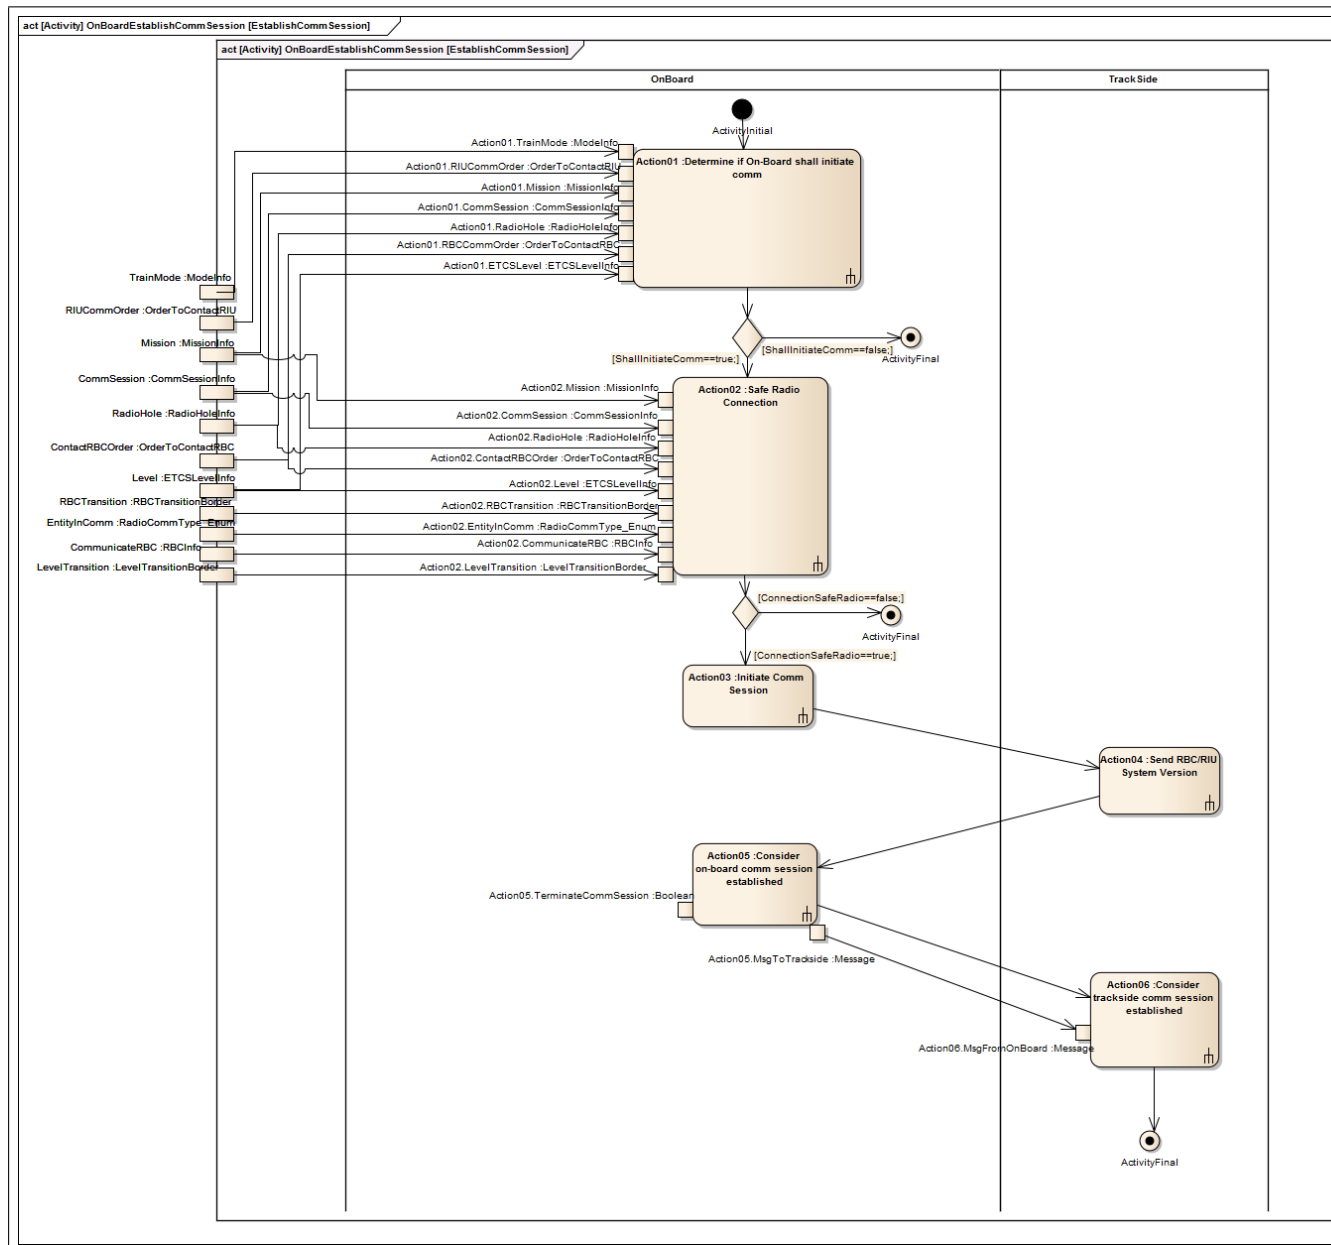 act [Activity] OnBoardEstablishCommSession [EstablishCommSession]
act [Activity] OnBoardEstablishCommSession [EstablishCommSession]
OnBoard
TrackSide
ActivityInitial
Action01.TrainMode :ModeInfo
Action01.RIUCommOrder :OrderToContactRIU
Action01.Mission :MissionInfo
Action01.CommSession :CommSessionInfo
Action01.RadioHole :RadioHoleInfo
Action01.RBCCommOrder :OrderToContactRBC
Action01.ETCSLevel :ETCSLevelInfo
Action01 :Determine if On-Board shall initiate
comm
TrainMode :ModeInfo
RIUCommOrder :OrderToContactRIU
Mission :MissionInfo
CommSession :CommSessionInfo
RadioHole :RadioHoleInfo
ContactRBCOrder :OrderToContactRBC
Level :ETCSLevelInfo
RBCTransition :RBCTransitionBorder
EntityInComm :RadioCommType_Enum
CommunicateRBC :RBCInfo
LevelTransition :LevelTransitionBorder
[ShallInitiateComm==false;]
ActivityFinal
[ShallInitiateComm==true;]
Action02.Mission :MissionInfo
Action02.CommSession :CommSessionInfo
Action02.RadioHole :RadioHoleInfo
Action02.ContactRBCOrder :OrderToContactRBC
Action02.Level :ETCSLevelInfo
Action02.RBCTransition :RBCTransitionBorder
Action02.EntityInComm :RadioCommType_Enum
Action02.CommunicateRBC :RBCInfo
Action02.LevelTransition :LevelTransitionBorder
Action02 :Safe Radio
Connection
[ConnectionSafeRadio==false;]
ActivityFinal
[ConnectionSafeRadio==true;]
Action03 :Initiate Comm
Session
Action04 :Send RBC/RIU
System Version
Action05 :Consider
on-board comm session
established
Action05.TerminateCommSession :Boolean
Action05.MsgToTrackside :Message
Action06 :Consider
trackside comm session
established
Action06.MsgFromOnBoard :Message
ActivityFinal